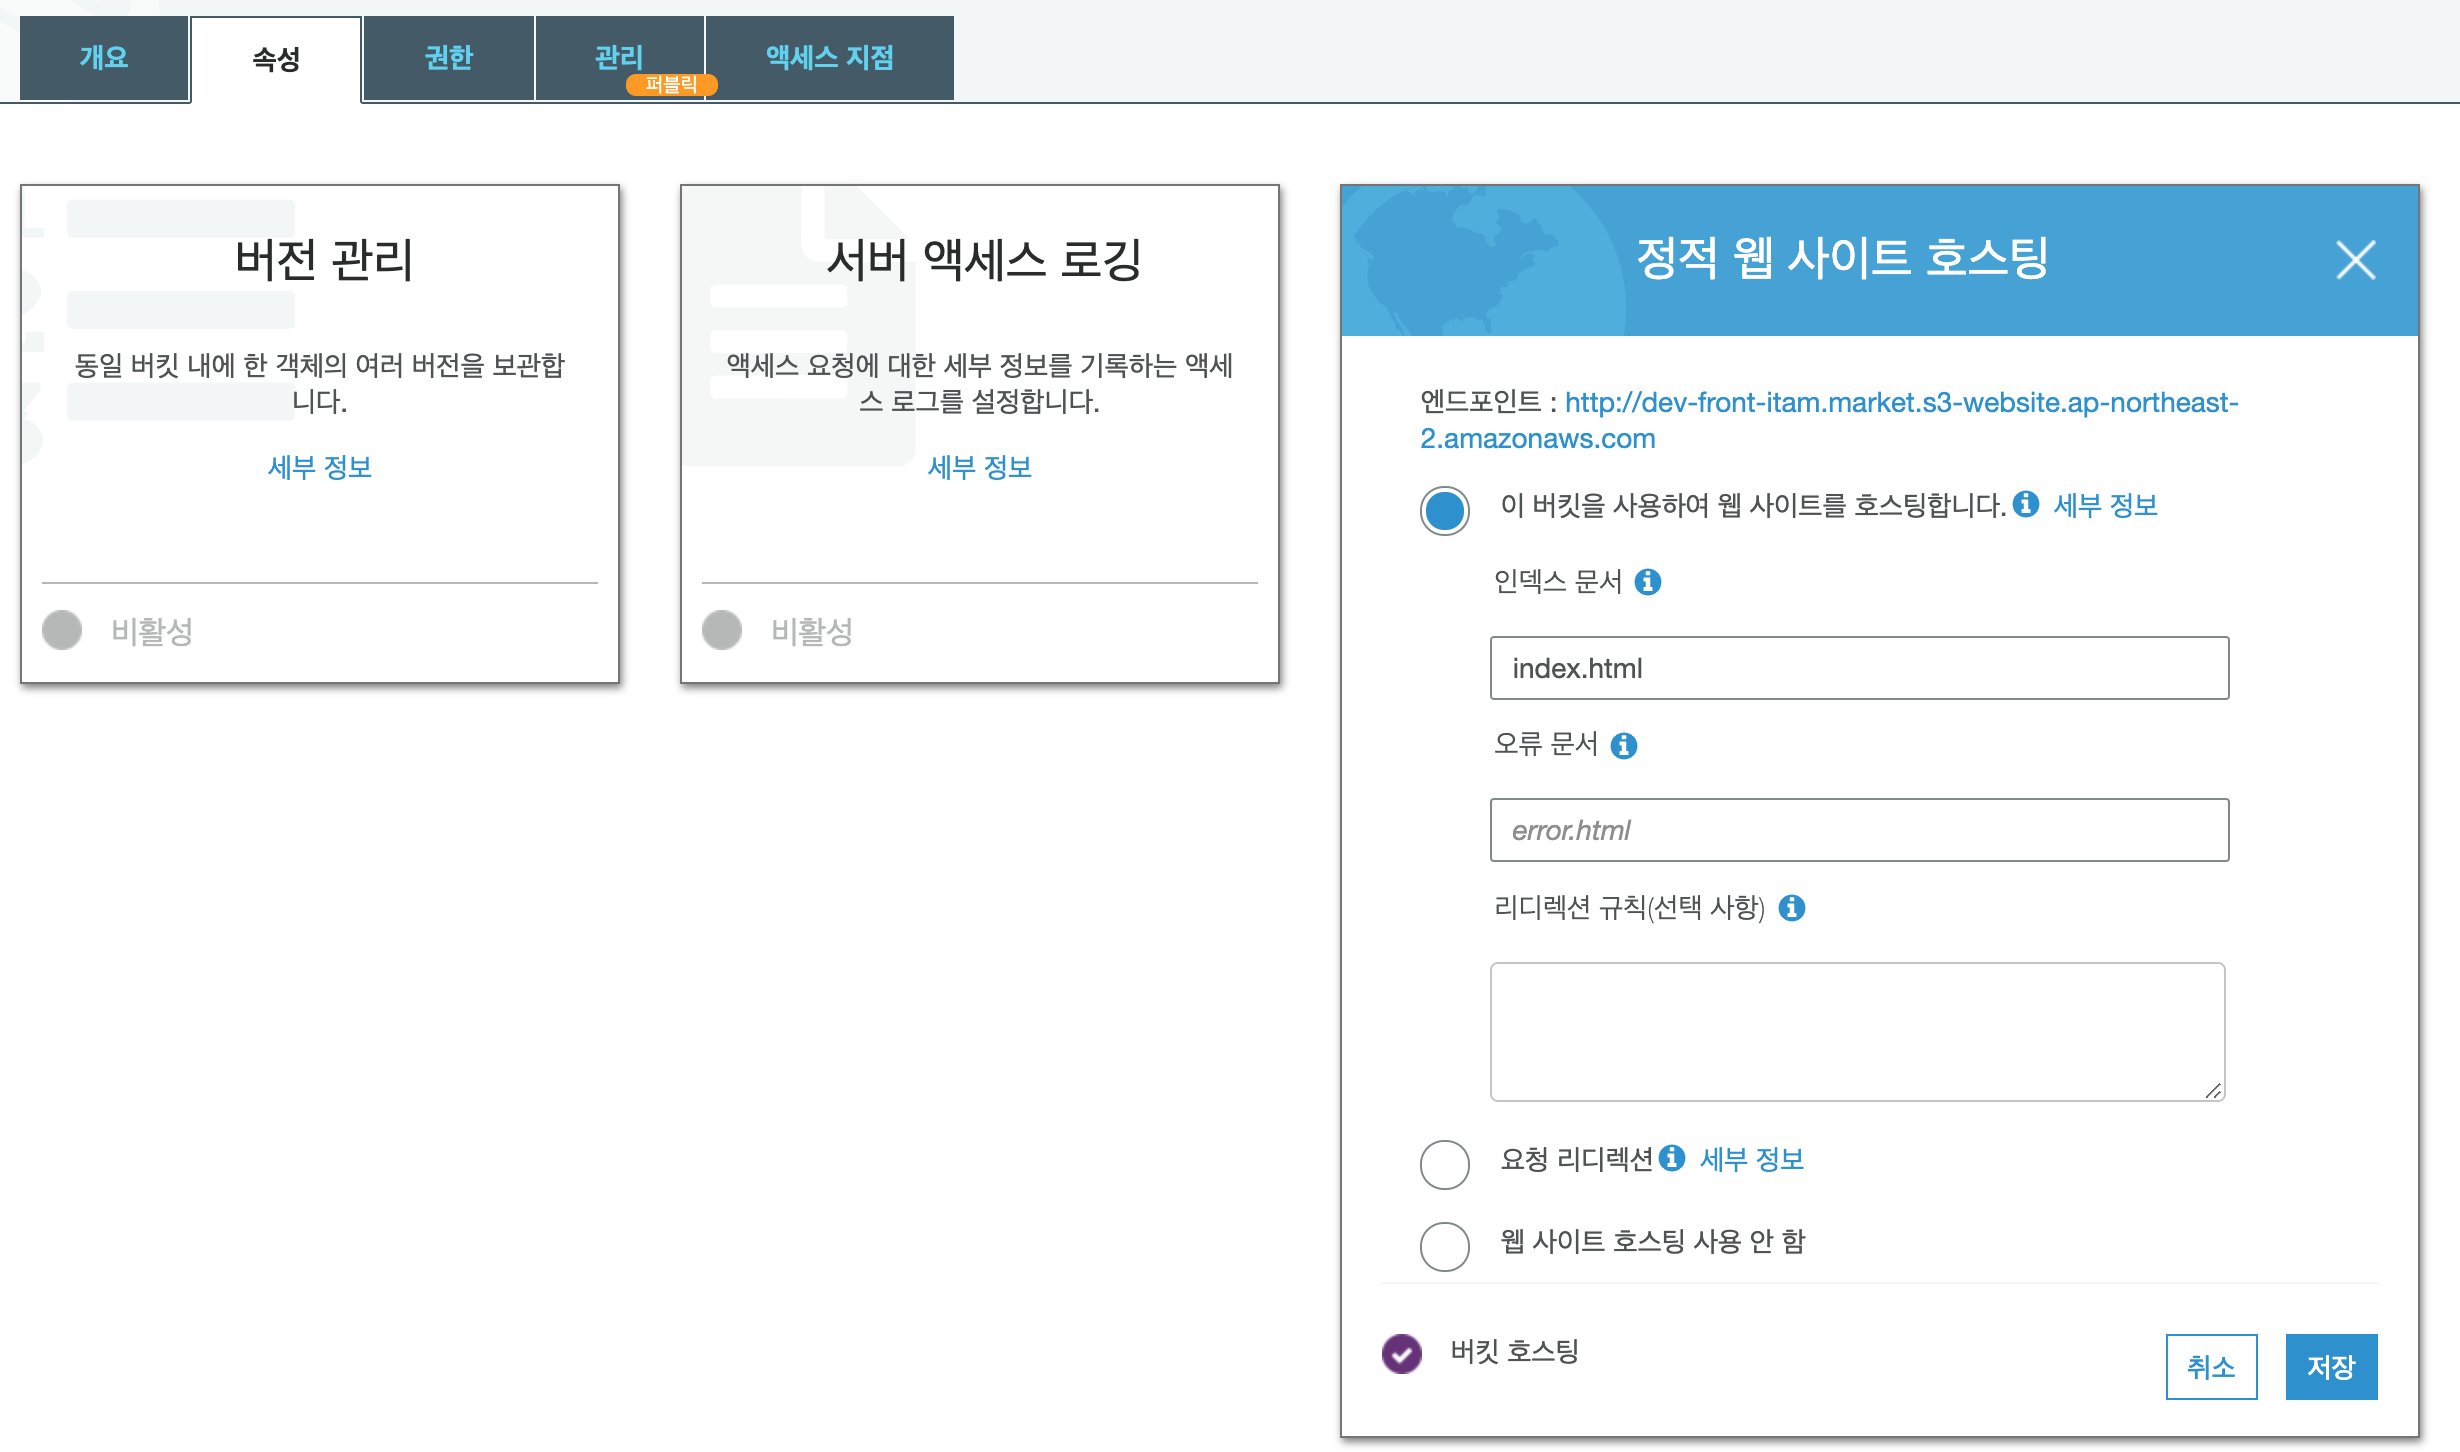 개요
속성
권한
관리
퍼블릭
액세스 지점
버전 관리
동일 버킷 내에 한 객체의 여러 버전을 보관합
니다.
세부 정보
비활성
서버 액세스 로깅
액세스 요청에 대한 세부 정보를 기록하는 액세
스 로그를 설정합니다.
세부 정보
비활성
정적 웹 사이트 호스팅
엔드포인트 : http://dev-front-itam.market.s3-website.ap-northeast-
2.amazonaws.com
이 버킷을 사용하여 웹 사이트를 호스팅합니다. 세부 정보
인덱스 문서
index.html
오류 문서
error.html
리디렉션 규칙(선택 사항)
요청 리디렉션 세부 정보
웹 사이트 호스팅 사용 안 함
버킷 호스팅
취소
저장